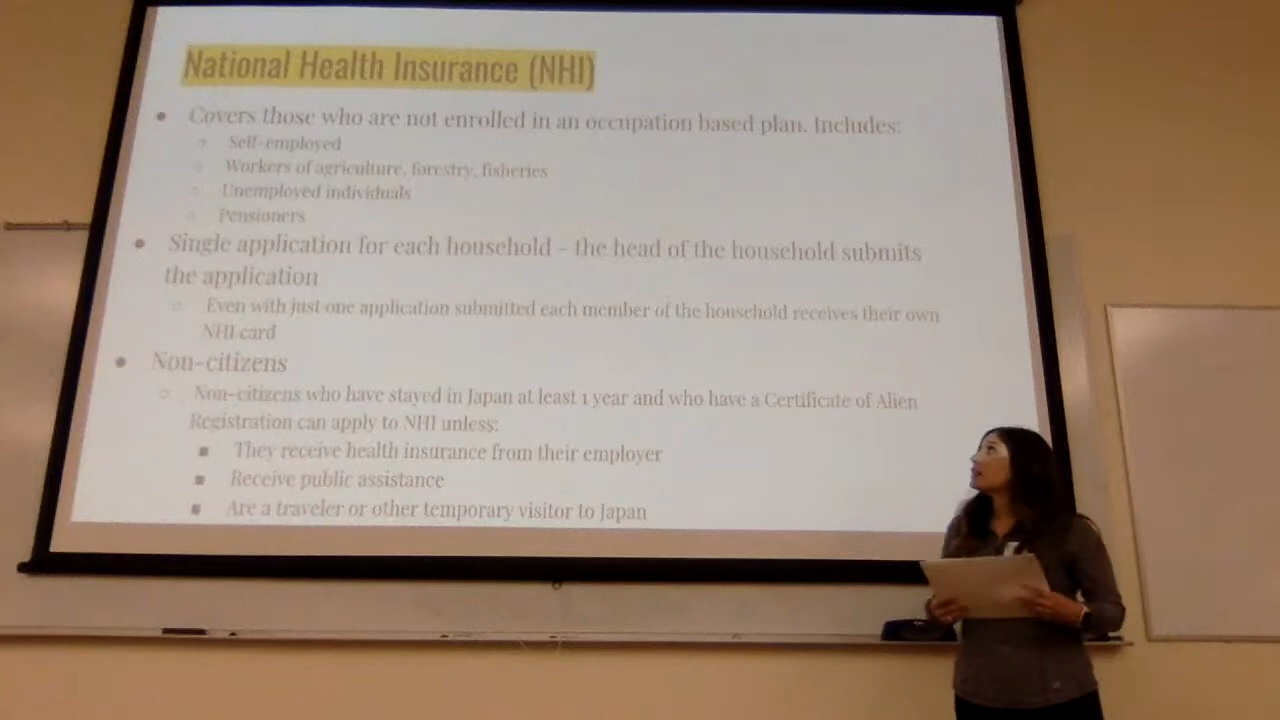 National Health Insurance (NHI)
Covers those who are not enrolled in an occupation based plan. Includes:
Self-employed
Workers of agriculture, forestry, fisheries
Unemployed individuals
Pensioners
Single application for each household – the head of the household submits
the application
Even with just one application submitted each member of the household receives their own
NHI card
Non-citizens
Non-citizens who have stayed in Japan at least 1 year and who have a Certificate of Alien
Registration can apply to NHI unless:
They receive health insurance from their employer
Receive public assistance
Are a traveler or other temporary visitor to Japan